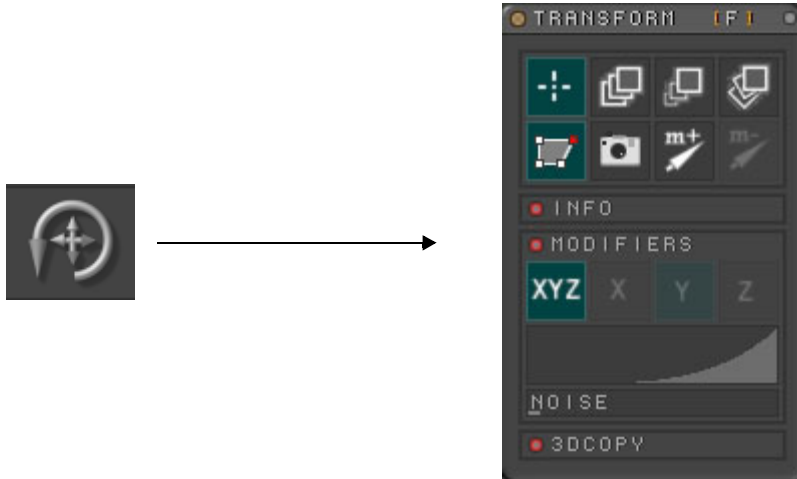 TRANSFORM [F]
m+ m-
INFO
MODIFIERS
XYZ X Y Z
NOISE
3DCOPY